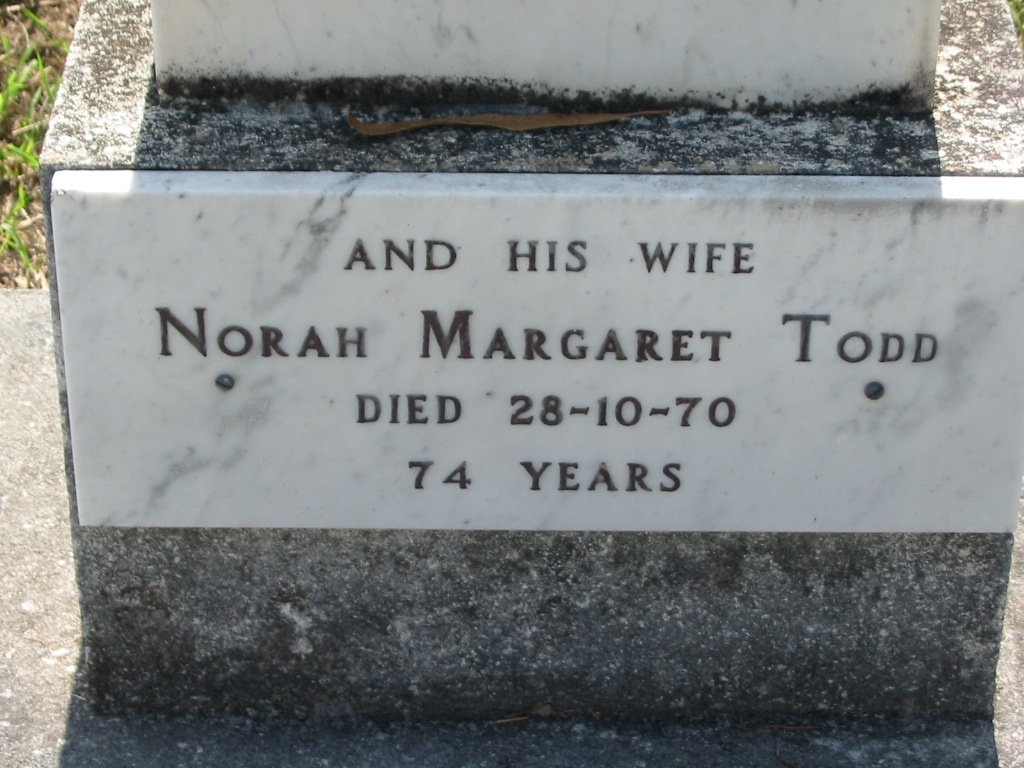 AND HIS WIFE
NORAH MARGARET TODD
DIED 28-10-70
74 YEARS